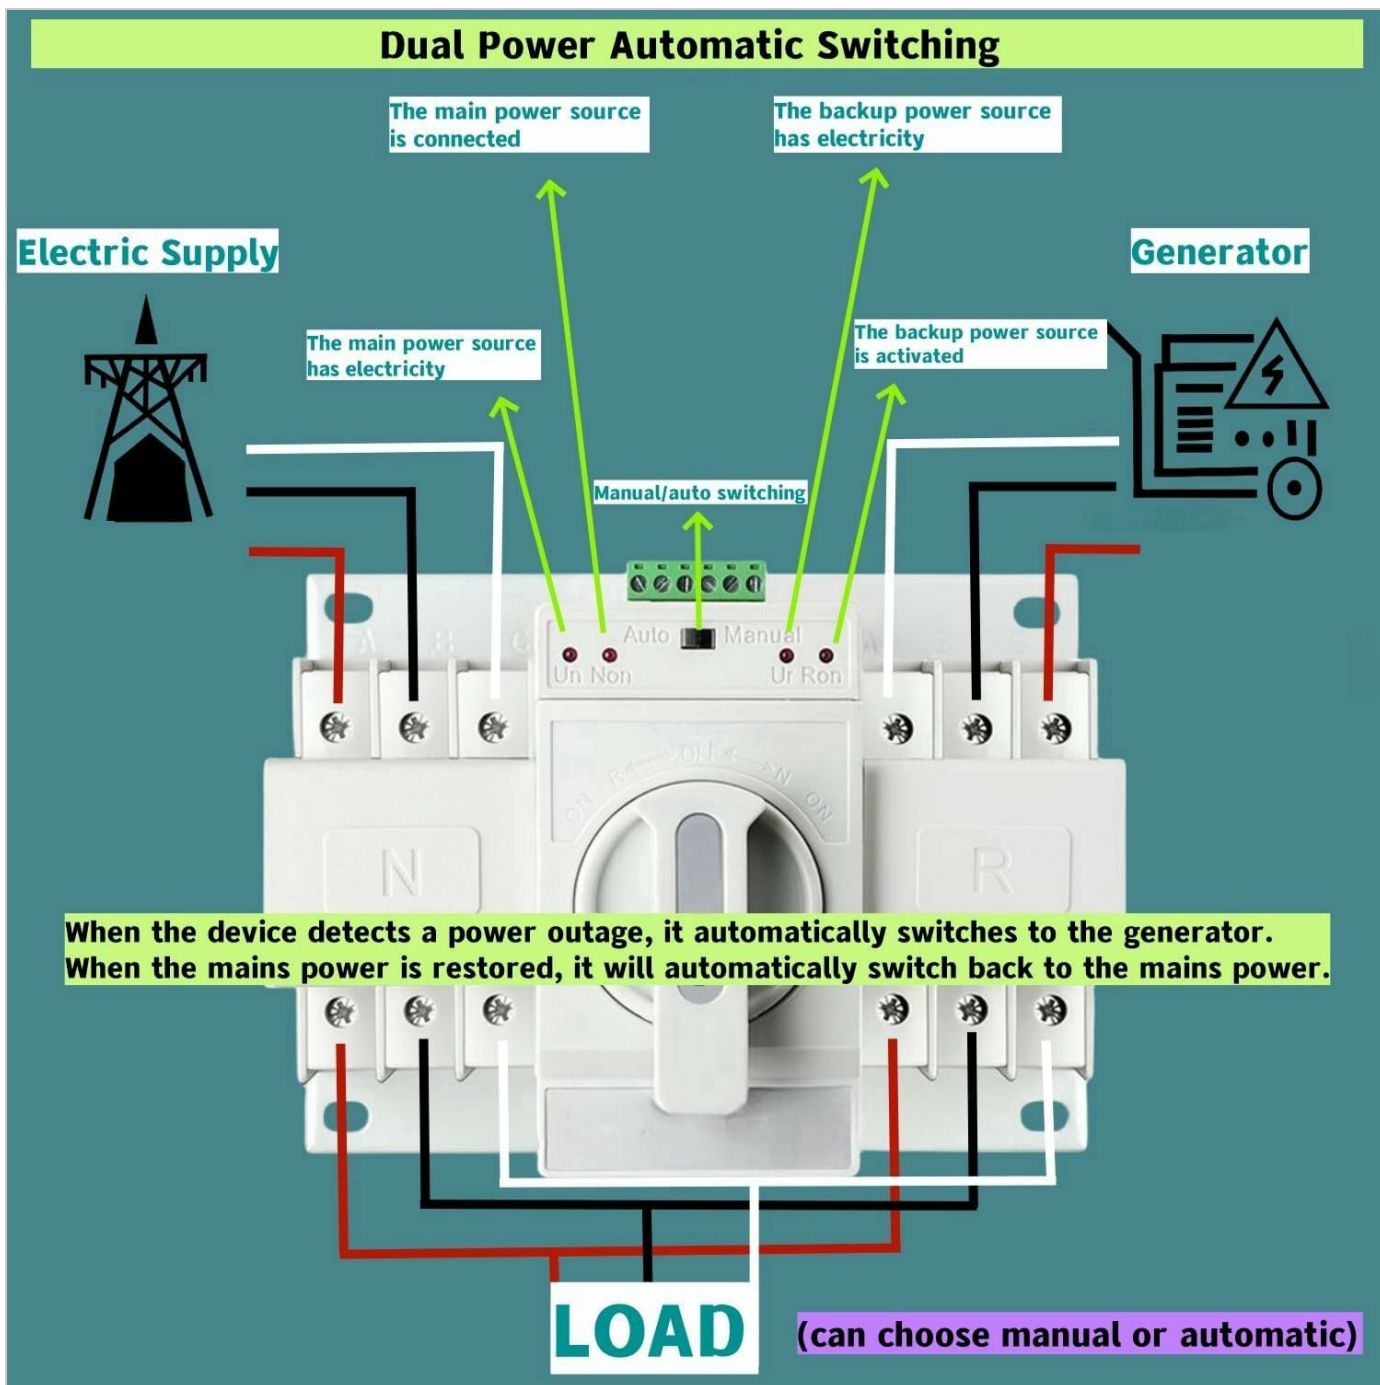 Dual Power Automatic Switching
The main power source
is connected
The backup power source
has electricity
Electric Supply
Generator
The main power source
has electricity
The backup power source
is activated
Manual/auto switching
A B C
A
Auto Manual
Un Non
Ur Ron
ON R OFF N ON
N
R
When the device detects a power outage, it automatically switches to the generator.
When the mains power is restored, it will automatically switch back to the mains power.
LOAD
(can choose manual or automatic)